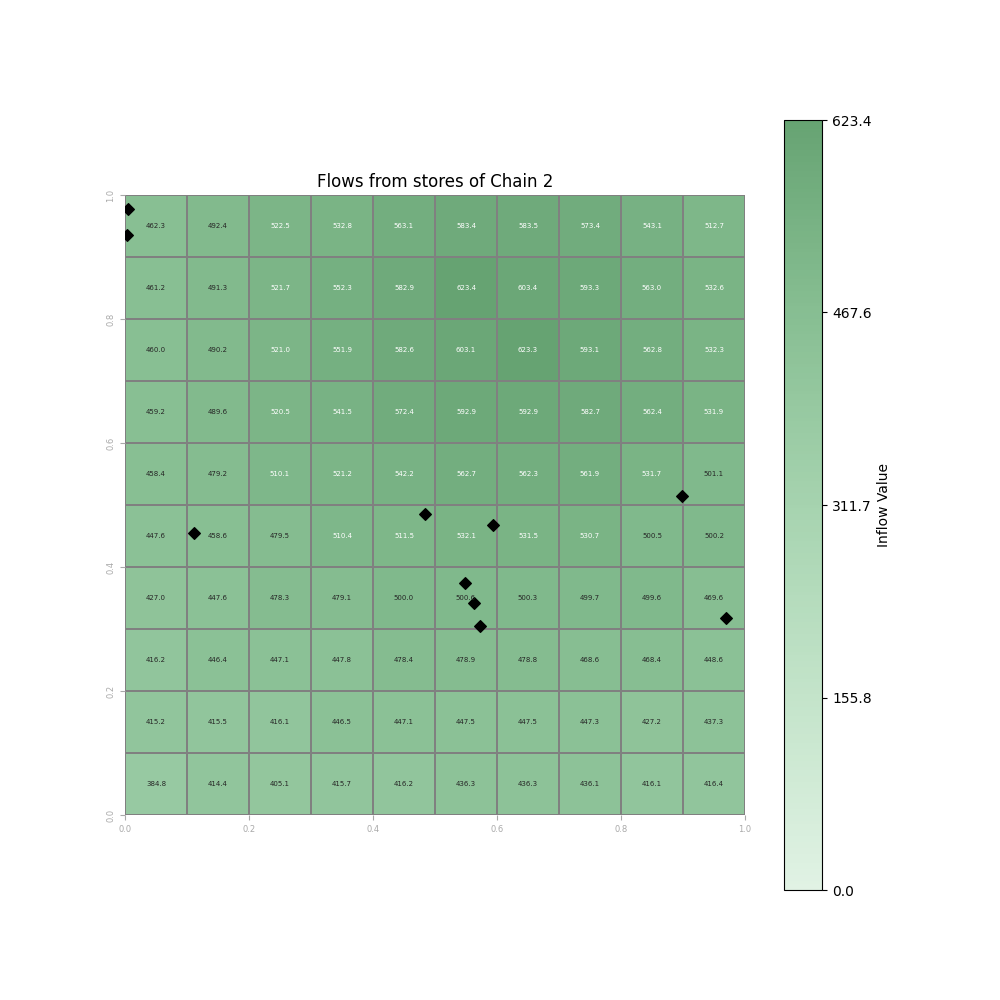 Flows from stores of Chain 2
1.0
462.3 492.4 522.5 532.8 563.1 583.4 583.5 573.4 543.1 512.7
461.2 491.3 521.7 552.3 582.9 623.4 603.4 593.3 563.0 532.6
0.8
460.0 490.2 521.0 551.9 582.6 603.1 623.3 593.1 562.8 532.3
459.2 489.6 520.5 541.5 572.4 592.9 592.9 582.7 562.4 531.9
0.6
458.4 479.2 510.1 521.2 542.2 562.7 562.3 561.9 531.7 501.1
447.6 458.6 479.5 510.4 511.5 532.1 531.5 530.7 500.5 500.2
0.4
427.0 447.6 478.3 479.1 500.0 500.3 499.7 499.6 469.6
416.2 446.4 447.1 447.8 478.4 478.9 478.8 468.6 468.4 448.6
0.2
415.2 415.5 416.1 446.5 447.1 447.5 447.5 447.3 427.2 437.3
384.8 414.4 405.1 415.7 416.2 436.3 436.3 436.1 416.1 416.4
0.0
0.0 0.2 0.4 0.6 0.8 1.0
623.4
467.6
311.7
155.8
0.0
Inflow Value